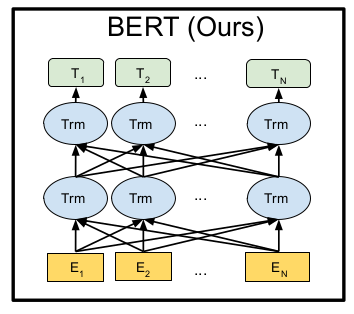 BERT (Ours)
T1 T2 ... TN
Trm Trm ... Trm
Trm Trm ... Trm
E1 E2 ... EN